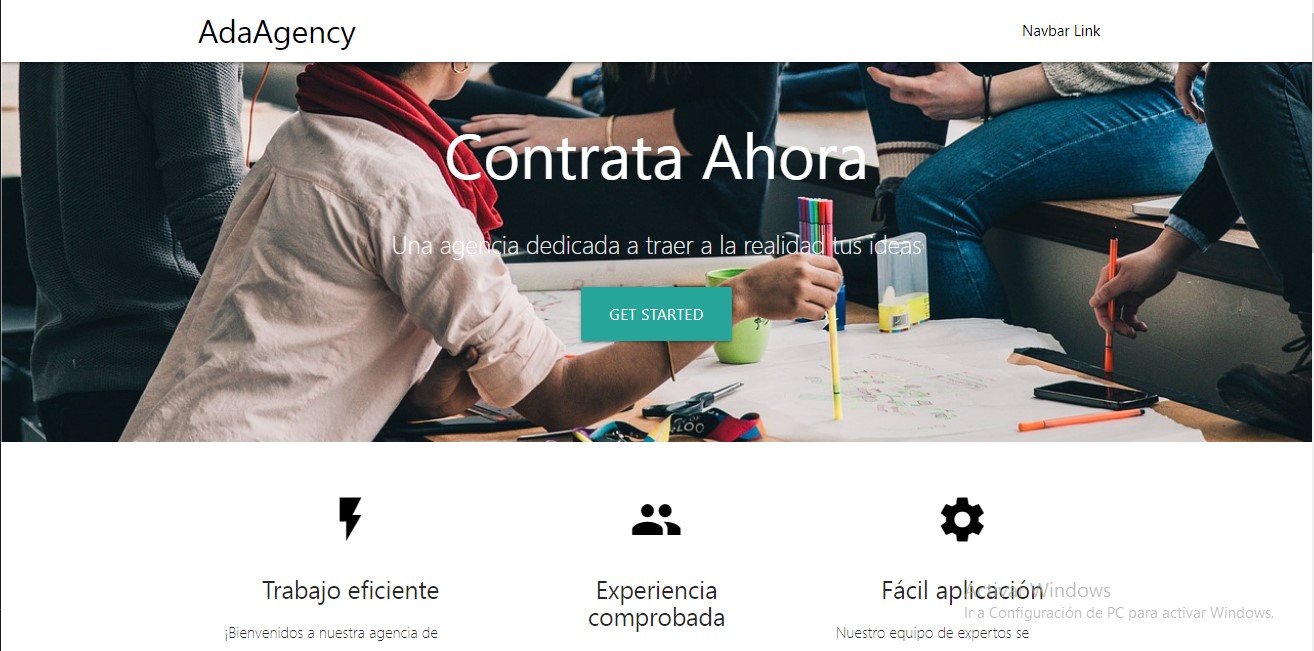 AdaAgency
Navbar Link
Contrata Ahora
Una agencia dedicada a traer a la realidad tus ideas
GET STARTED
Trabajo eficiente
Experiencia
comprobada
Fácil aplicación
¡Bienvenidos a nuestra agencia de
Nuestro equipo de expertos se
Activar Windows
Ir a Configuración de PC para activar Windows.